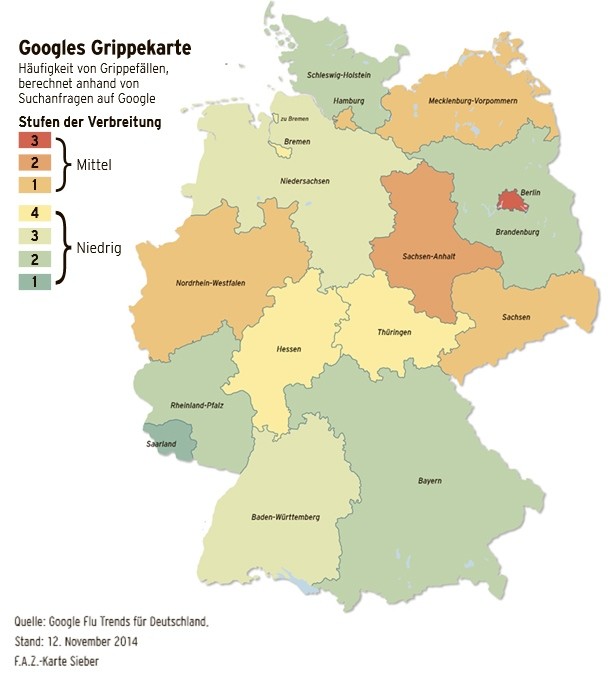 Googles Grippekarte
Häufigkeit von Grippefällen,
berechnet anhand von
Suchanfragen auf Google
Stufen der Verbreitung
3
2
1
Mittel
4
3
2
1
Niedrig
Schleswig-Holstein
Hamburg
Mecklenburg-Vorpommern
zu Bremen
Bremen
Niedersachsen
Berlin
Brandenburg
Sachsen-Anhalt
Nordrhein-Westfalen
Sachsen
Thüringen
Hessen
Rheinland-Pfalz
Saarland
Bayern
Baden-Württemberg
Quelle: Google Flu Trends für Deutschland,
Stand: 12. November 2014
F.A.Z.-Karte Sieber